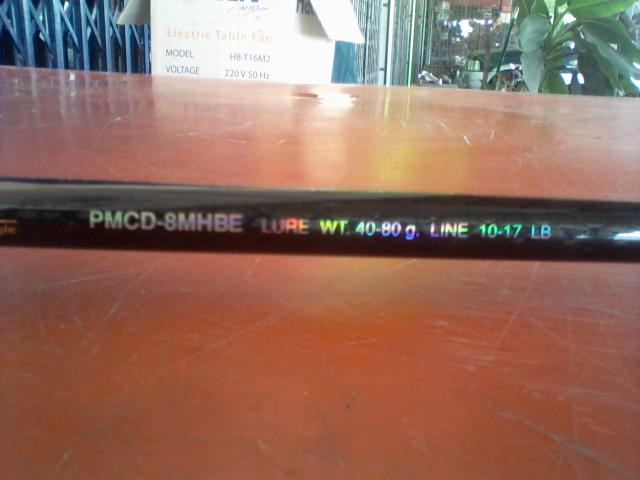 Electric Table Fan
MODEL HB-T16M2
VOLTAGE 220 V 50 Hz
PMCD-8MHBE LURE WT. 40-80 g. LINE 10-17 LB